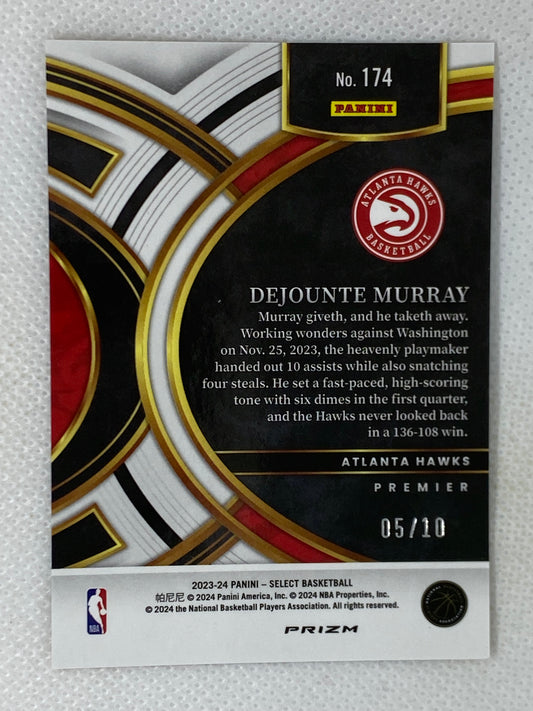 No. 174
PANINI
ATLANTA HAWKS
BASKETBALL
DEJOUNTE MURRAY
Murray giveth, and he taketh away.
Working wonders against Washington
on Nov. 25, 2023, the heavenly playmaker
handed out 10 assists while also snatching
four steals. He set a fast-paced, high-scoring
tone with six dimes in the first quarter,
and the Hawks never looked back
in a 136-108 win.
ATLANTA HAWKS
PREMIER
05/10
2023-24 PANINI – SELECT BASKETBALL
帕尼尼 © 2024 Panini America, Inc. © 2024 NBA Properties, Inc.
© 2024 the National Basketball Players Association. All rights reserved.
NBA
PRIZM